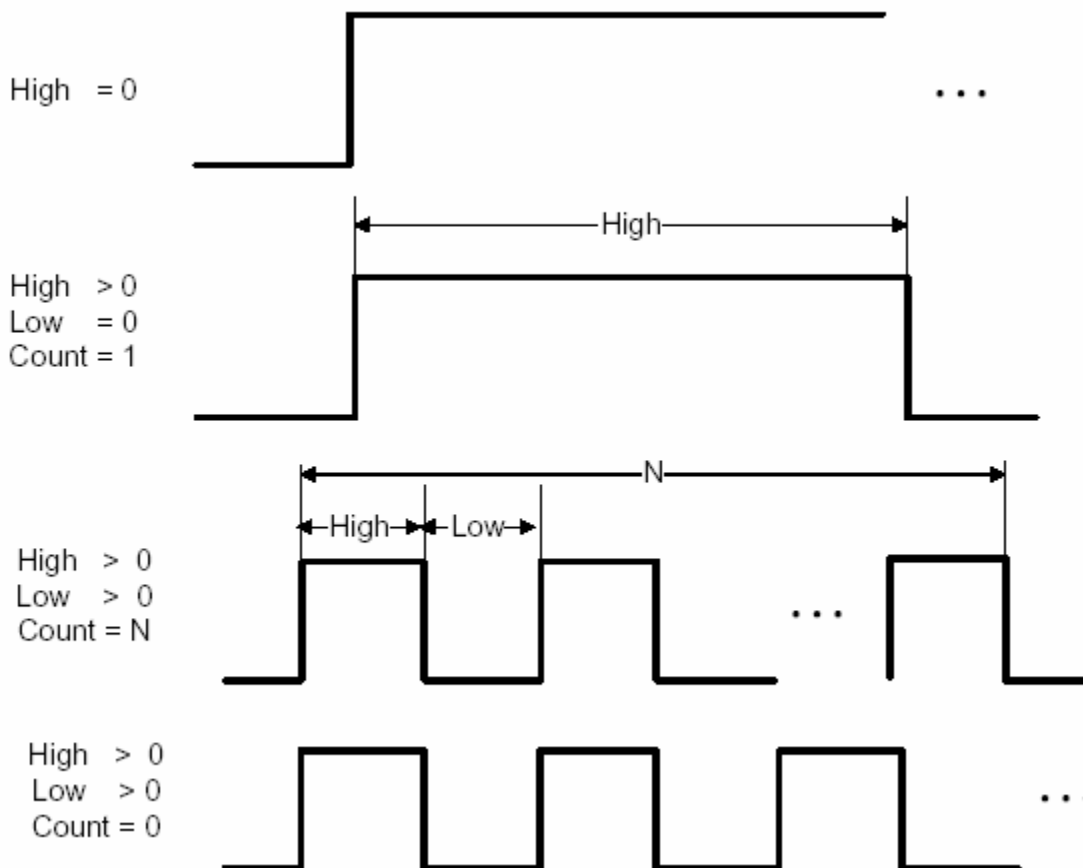 High = 0
...
High
High > 0
Low = 0
Count = 1
N
High Low
High > 0
Low > 0
Count = N
...
High > 0
Low > 0
Count = 0
...